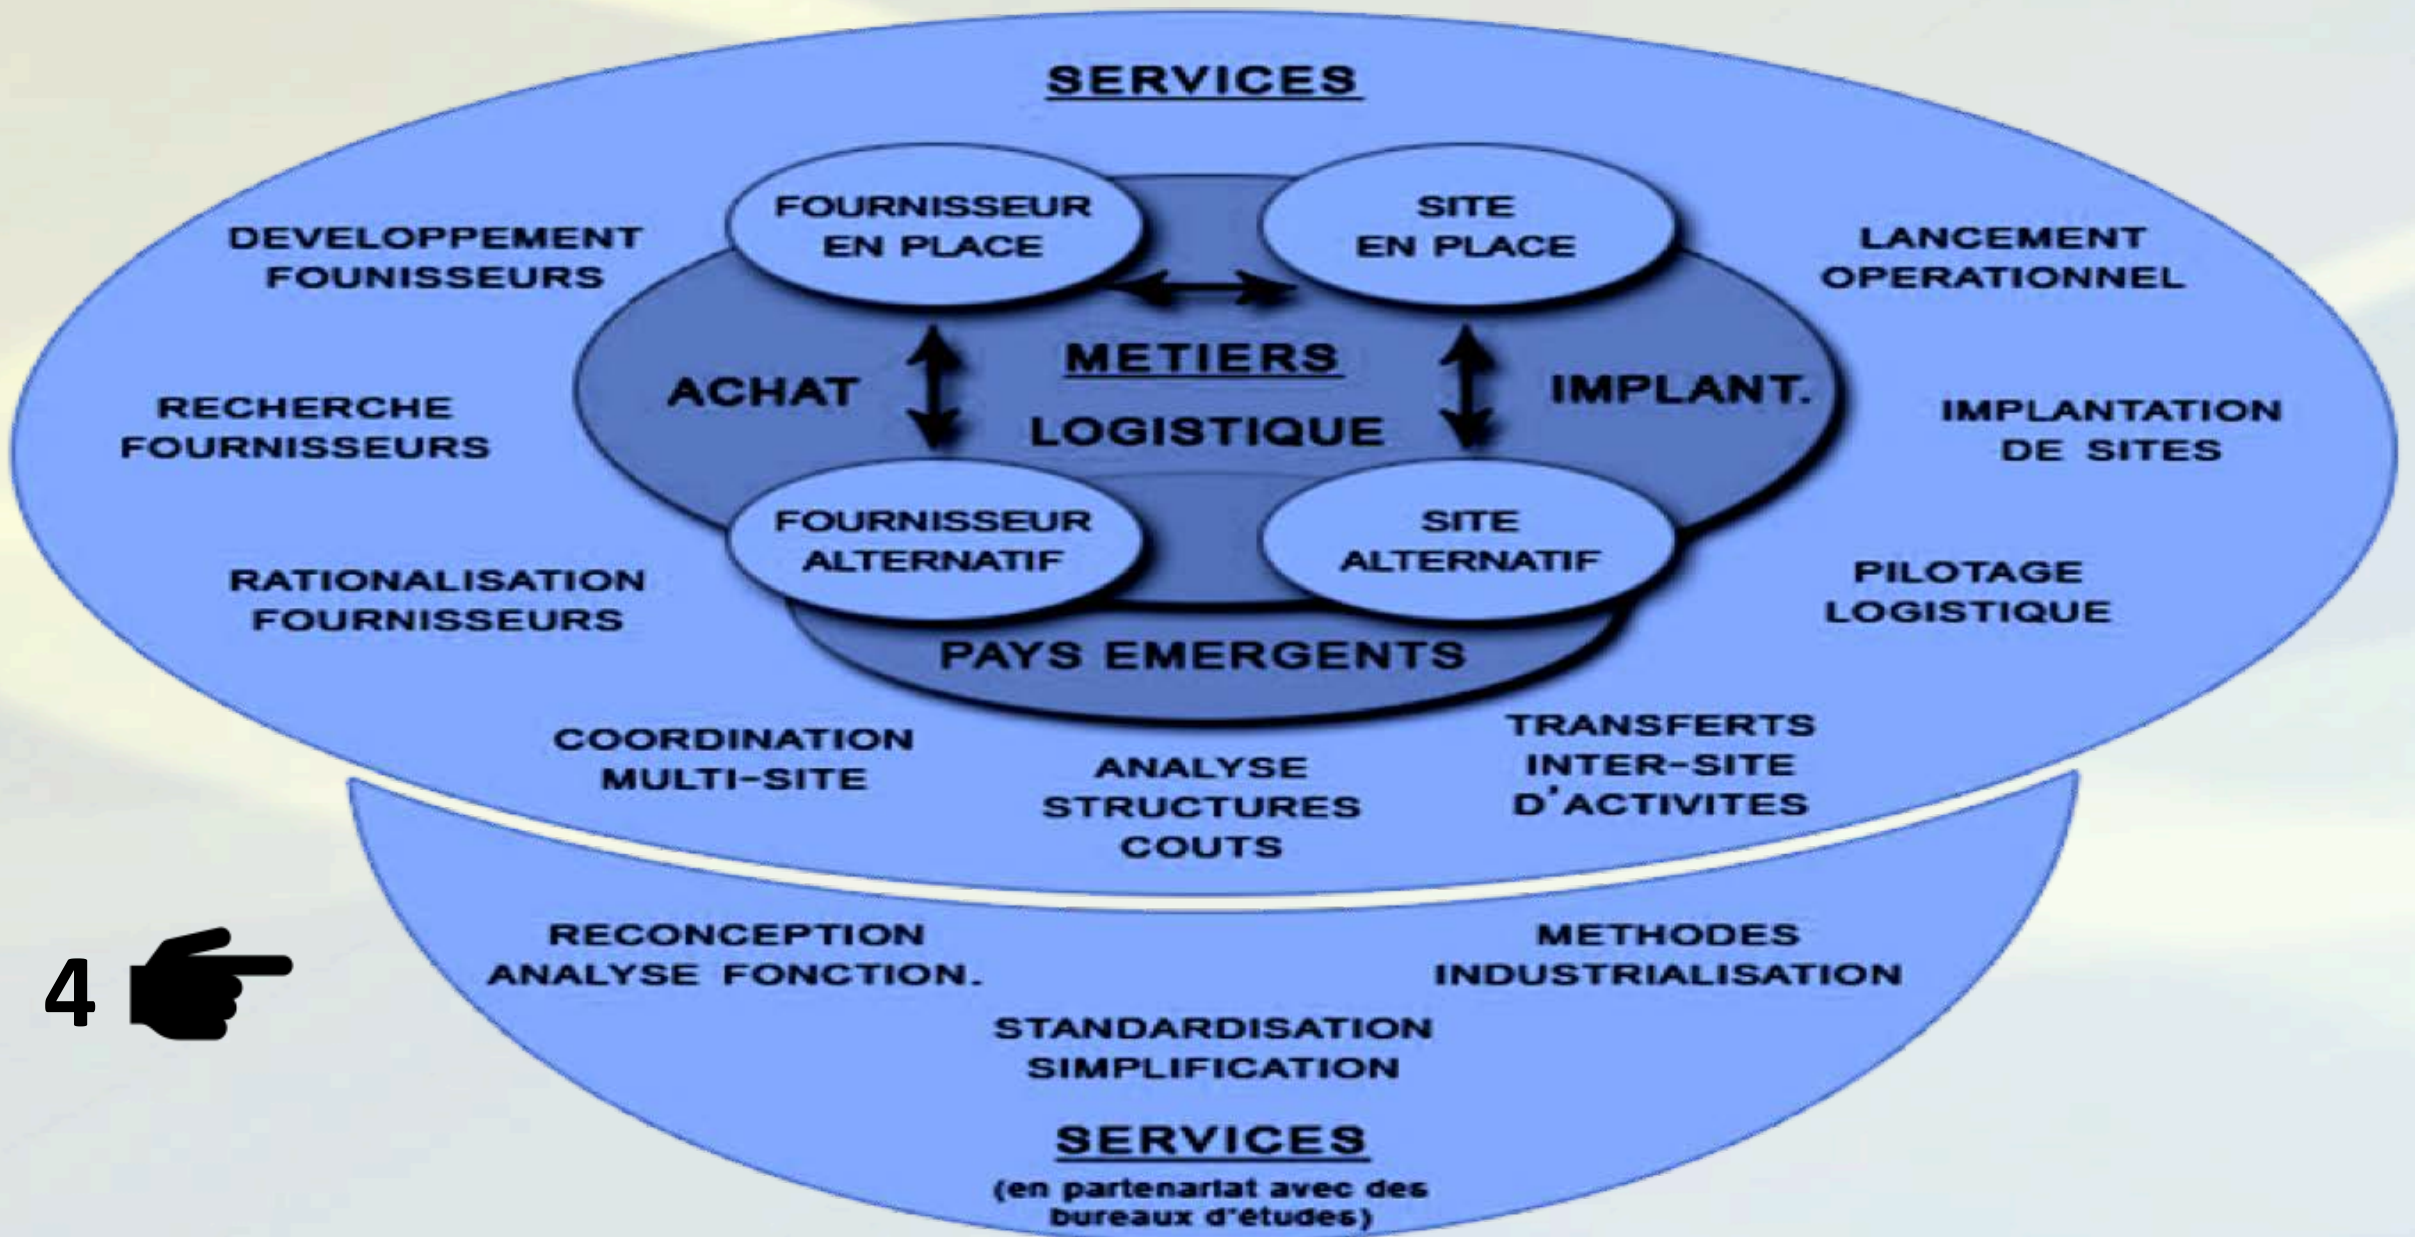 SERVICES
FOURNISSEUR
EN PLACE
SITE
EN PLACE
DEVELOPPEMENT
FOUNISSEURS
LANCEMENT
OPERATIONNEL
METIERS
ACHAT
LOGISTIQUE
IMPLANT.
RECHERCHE
FOURNISSEURS
IMPLANTATION
DE SITES
FOURNISSEUR
ALTERNATIF
SITE
ALTERNATIF
RATIONALISATION
FOURNISSEURS
PILOTAGE
LOGISTIQUE
PAYS EMERGENTS
COORDINATION
MULTI-SITE
ANALYSE
STRUCTURES
COUTS
TRANSFERTS
INTER-SITE
D'ACTIVITES
4
RECONCEPTION
ANALYSE FONCTION.
METHODES
INDUSTRIALISATION
STANDARDISATION
SIMPLIFICATION
SERVICES
(en partenariat avec des
bureaux d'études)